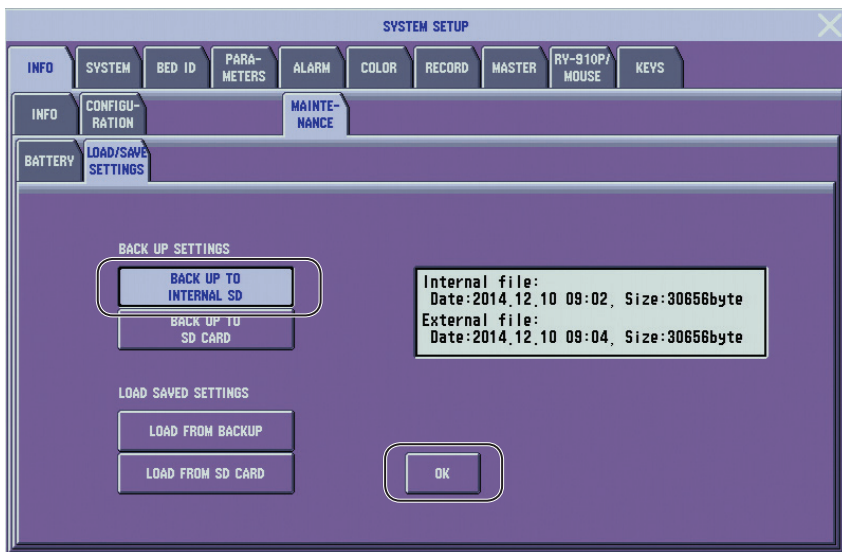 SYSTEM SETUP
INFO SYSTEM BED ID PARA-METERS ALARM COLOR RECORD MASTER RY-910P/MOUSE KEYS
INFO CONFIGU-RATION MAINTE-NANCE
BATTERY LOAD/SAVE SETTINGS
BACK UP SETTINGS
BACK UP TO
INTERNAL SD
BACK UP TO
SD CARD
Internal file:
Date:2014.12.10 09:02, Size:30656byte
External file:
Date:2014.12.10 09:04, Size:30656byte
LOAD SAVED SETTINGS
LOAD FROM BACKUP
LOAD FROM SD CARD
OK